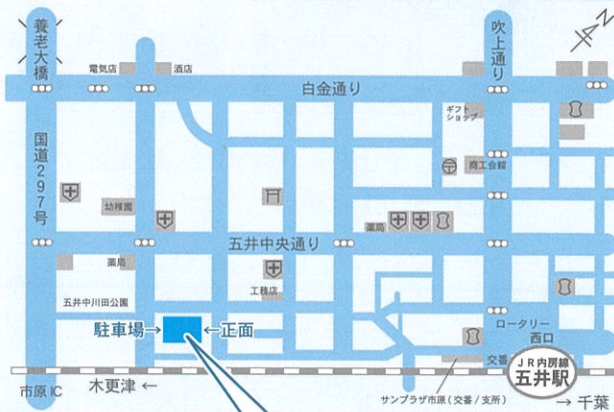 養老大橋
吹上通り
N
電気店
酒店
白金通り
ギフト
ショップ
国道297号
商工会館
幼稚園
薬局
五井中央通り
薬局
工務店
五井中川田公園
駐車場→
←正面
ロータリー
西口
交番
JR内房線
五井駅
市原IC
木更津 ←
サンプラザ市原(交番/支所)
→ 千葉